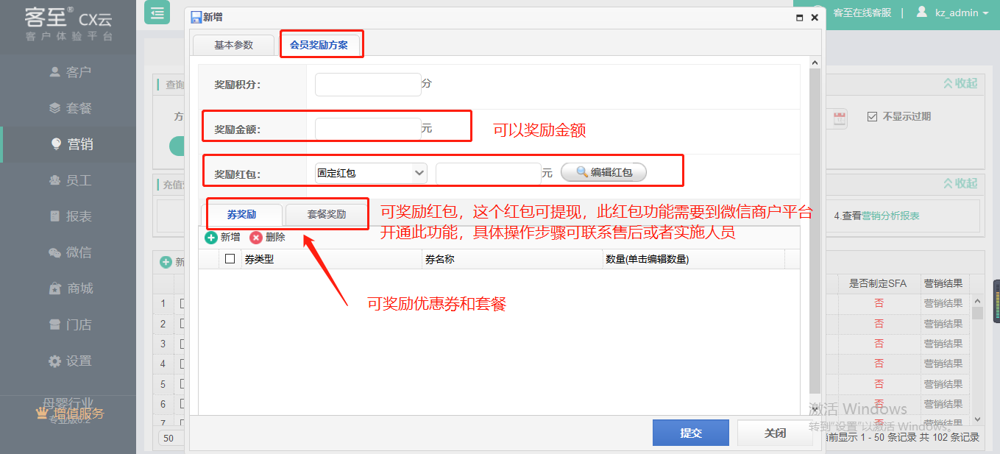 客至® CX云
客户体验平台
客户
套餐
营销
员工
报表
微信
商城
门店
设置
母婴行业
增值服务
专业版6.2
客至在线客服 | kz_admin
新增
基本参数
会员奖励方案
奖励积分：
分
奖励金额：
元
可以奖励金额
奖励红包：
固定红包
元
编辑红包
券奖励
套餐奖励
可奖励红包，这个红包可提现，此红包功能需要到微信商户平台
开通此功能，具体操作步骤可联系售后或者实施人员
新增 删除
券类型 券名称 数量(单击编辑数量)
可奖励优惠券和套餐
提交
关闭
查询
收起
方
不显示过期
充值
收起
4.查看营销分析报表
新
是否制定SFA 营销结果
1 否 营销结果
2 否 营销结果
3 否 营销结果
4 否 营销结果
5 否 营销结果
6 否 营销结果
7 否 营销结果
50
前显示 1 - 50 条记录 共 102 条记录
激活 Windows
转到"设置"以激活 Windows。